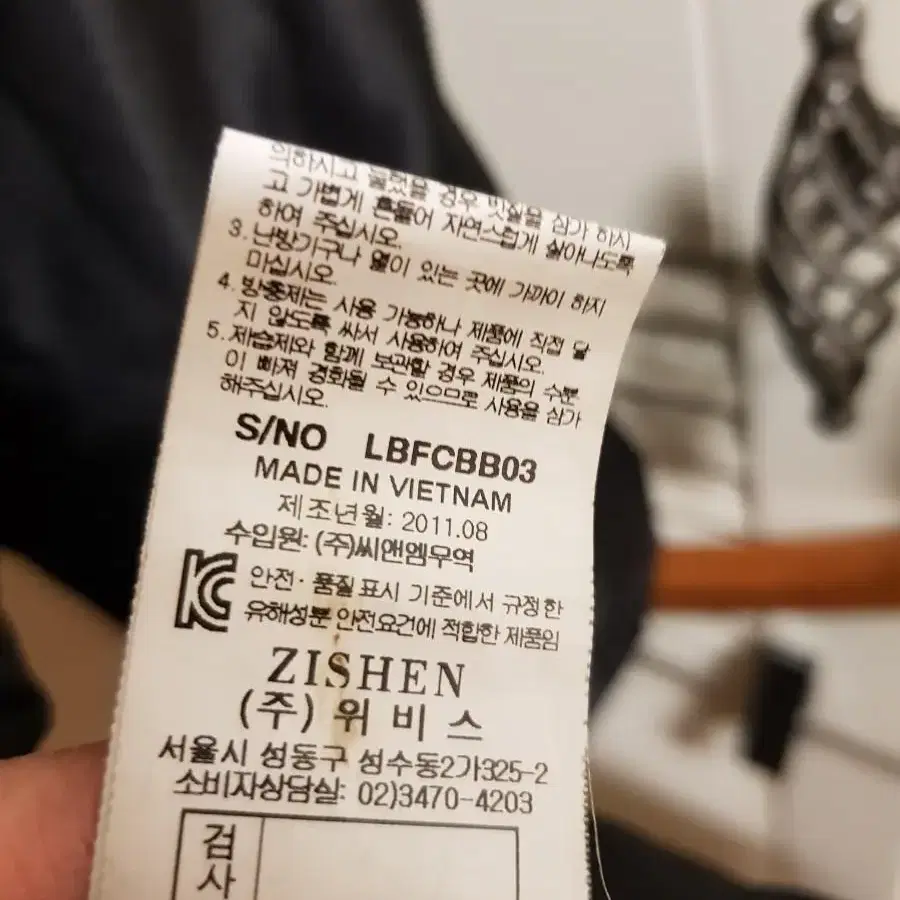 의하시고 눌렸을 경우 빗질을 삼가 하시
고 가볍게 흔들어 자연스럽게 살아나도록
하여 주십시오.
3. 난방기구나 열이 있는 곳에 가까이 하지
마십시오.
4. 방충제는 사용 가능하나 제품에 직접 닿
지 않도록 싸서 사용하여 주십시오.
5. 제습제와 함께 보관할 경우 제품의 수분
이 빠져 경화될 수 있으므로 사용을 삼가
해주십시오.
S/NO LBFCBB03
MADE IN VIETNAM
제조년월: 2011.08
수입원: (주)씨앤엠무역
안전·품질표시 기준에서 규정한
유해성분 안전요건에 적합한 제품임
ZISHEN
(주) 위비스
서울시 성동구 성수동2가325-2
소비자상담실: 02)3470-4203
검
사